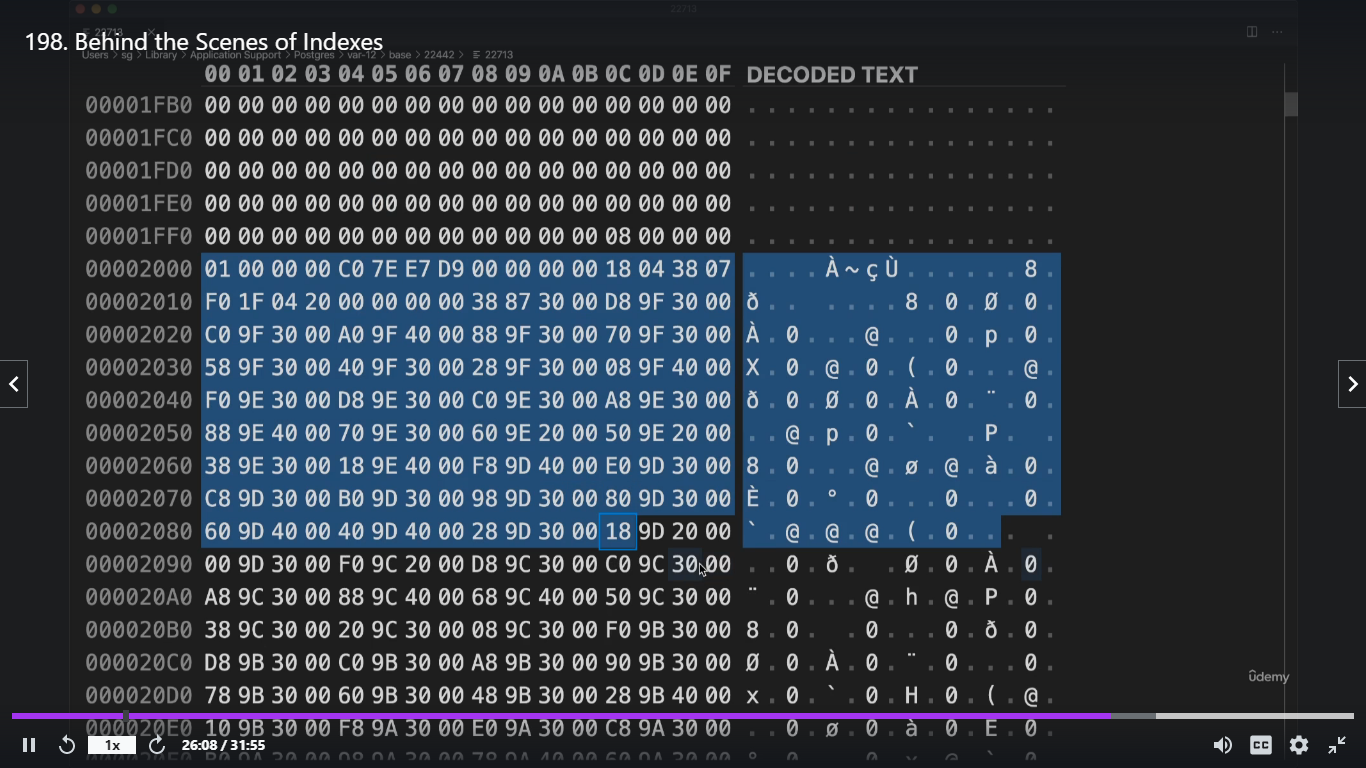 22713
22713
198. Behind the Scenes of Indexes
Users > sg > Library > Application Support > Postgres > var-12 > base > 22442 > 22713
00 01 02 03 04 05 06 07 08 09 0A 0B 0C 0D 0E 0F DECODED TEXT
00001FB0 00 00 00 00 00 00 00 00 00 00 00 00 00 00 00 00 . . . . . . . . . . . . . . . .
00001FC0 00 00 00 00 00 00 00 00 00 00 00 00 00 00 00 00 . . . . . . . . . . . . . . . .
00001FD0 00 00 00 00 00 00 00 00 00 00 00 00 00 00 00 00 . . . . . . . . . . . . . . . .
00001FE0 00 00 00 00 00 00 00 00 00 00 00 00 00 00 00 00 . . . . . . . . . . . . . . . .
00001FF0 00 00 00 00 00 00 00 00 00 00 00 00 08 00 00 00 . . . . . . . . . . . . . . . .
00002000 01 00 00 00 C0 7E E7 D9 00 00 00 00 18 04 38 07 . . . . À ~ ç Ù . . . . . . 8 .
00002010 F0 1F 04 20 00 00 00 00 38 87 30 00 D8 9F 30 00 ð . . . . . . 8 . 0 . Ø . 0 .
00002020 C0 9F 30 00 A0 9F 40 00 88 9F 30 00 70 9F 30 00 À . 0 . . . @ . . . 0 . p . 0 .
00002030 58 9F 30 00 40 9F 30 00 28 9F 30 00 08 9F 40 00 X . 0 . @ . 0 . ( . 0 . . . @ .
00002040 F0 9E 30 00 D8 9E 30 00 C0 9E 30 00 A8 9E 30 00 ð . 0 . Ø . 0 . À . 0 . ¨ . 0 .
00002050 88 9E 40 00 70 9E 30 00 60 9E 20 00 50 9E 20 00 . . @ . p . 0 . ` . . P . .
00002060 38 9E 30 00 18 9E 40 00 F8 9D 40 00 E0 9D 30 00 8 . 0 . . . @ . ø . @ . à . 0 .
00002070 C8 9D 30 00 B0 9D 30 00 98 9D 30 00 80 9D 30 00 È . 0 . ° . 0 . . . 0 . . . 0 .
00002080 60 9D 40 00 40 9D 40 00 28 9D 30 00 18 9D 20 00 ` . @ . @ . @ . ( . 0 . . . .
00002090 00 9D 30 00 F0 9C 20 00 D8 9C 30 00 C0 9C 30 00 . . 0 . ð . . Ø . 0 . À . 0 .
000020A0 A8 9C 30 00 88 9C 40 00 68 9C 40 00 50 9C 30 00 ¨ . 0 . . . @ . h . @ . P . 0 .
000020B0 38 9C 30 00 20 9C 30 00 08 9C 30 00 F0 9B 30 00 8 . 0 . . 0 . . . 0 . ð . 0 .
000020C0 D8 9B 30 00 C0 9B 30 00 A8 9B 30 00 90 9B 30 00 Ø . 0 . À . 0 . ¨ . 0 . . . 0 .
000020D0 78 9B 30 00 60 9B 30 00 48 9B 30 00 28 9B 40 00 x . 0 . ` . 0 . H . 0 . ( . @ .
000020E0 10 9B 30 00 F8 9A 30 00 E0 9A 30 00 C8 9A 30 00 . . 0 . ø . 0 . à . 0 . È . 0 .
ûdemy
1x 26:08 / 31:55 CC